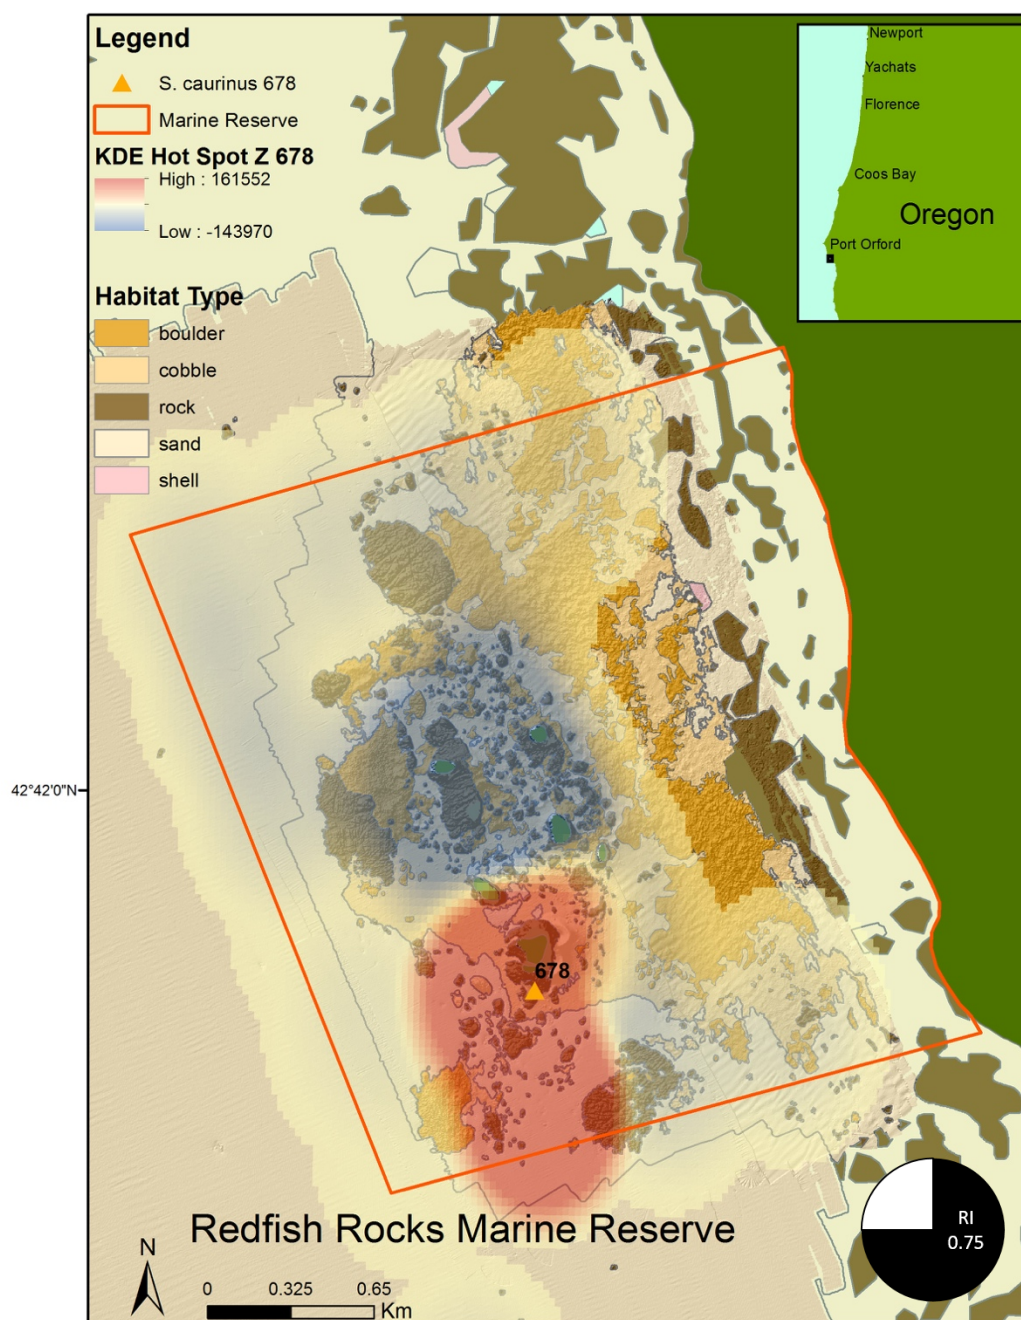 Legend
S. caurinus 678
Marine Reserve
KDE Hot Spot Z 678
High : 161552
Low : -143970
Habitat Type
boulder
cobble
rock
sand
shell
Newport
Yachats
Florence
Coos Bay
Oregon
Port Orford
42°42'0"N
678
Redfish Rocks Marine Reserve
N
0 0.325 0.65
Km
RI
0.75